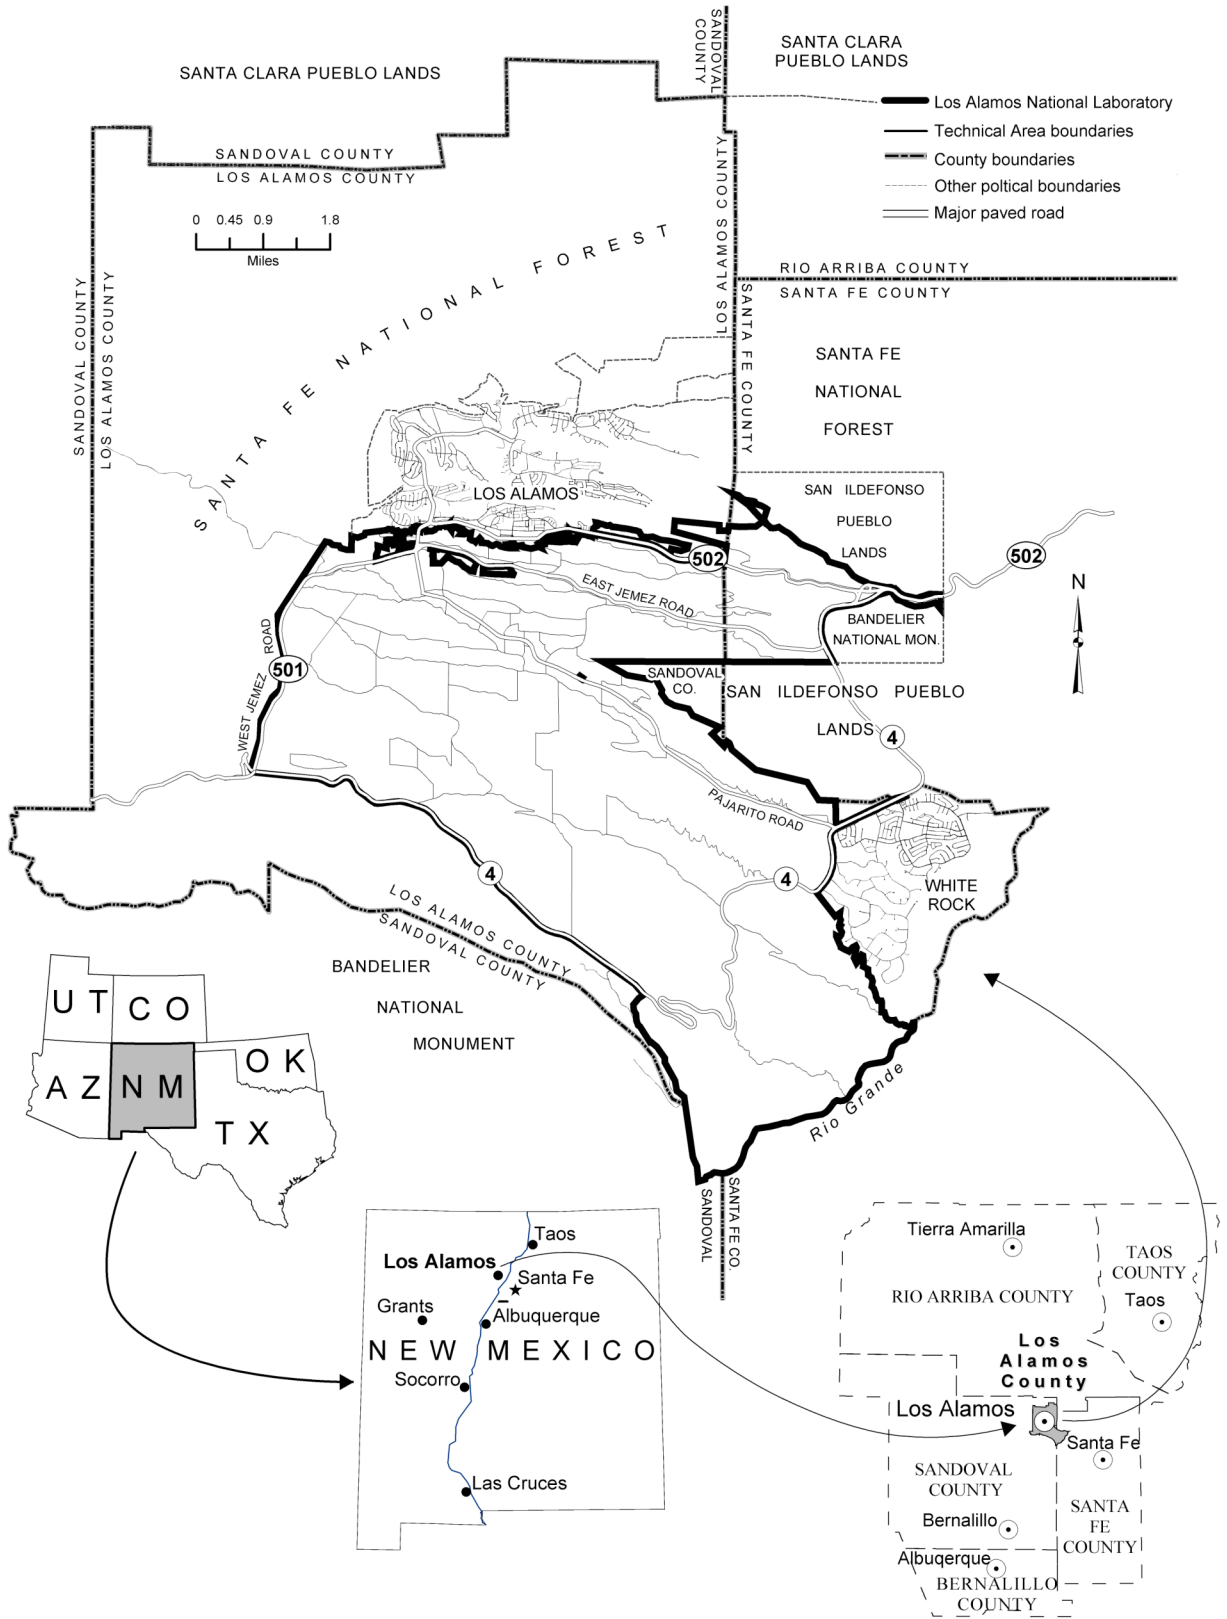 SANTA CLARA PUEBLO LANDS
SANDOVAL
COUNTY
SANTA CLARA
PUEBLO LANDS
Los Alamos National Laboratory
Technical Area boundaries
County boundaries
Other poltical boundaries
Major paved road
SANDOVAL COUNTY
LOS ALAMOS COUNTY
0 0.45 0.9 1.8
Miles
SANTA FE NATIONAL FOREST
LOS ALAMOS COUNTY
SANTA FE COUNTY
RIO ARRIBA COUNTY
SANTA FE COUNTY
SANDOVAL COUNTY
LOS ALAMOS COUNTY
SANTA FE
NATIONAL
FOREST
LOS ALAMOS
SAN ILDEFONSO
PUEBLO
LANDS
502
502
EAST JEMEZ ROAD
BANDELIER
NATIONAL MON.
N
WEST JEMEZ ROAD
501
SANDOVAL
CO.
SAN ILDEFONSO PUEBLO
LANDS
4
PAJARITO ROAD
4
4
WHITE
ROCK
LOS ALAMOS COUNTY
SANDOVAL COUNTY
BANDELIER
NATIONAL
MONUMENT
Rio Grande
SANDOVAL
SANTA FE CO.
UT
CO
AZ
NM
OK
TX
Taos
Los Alamos
Santa Fe
Grants
Albuquerque
NEW MEXICO
Socorro
Las Cruces
Tierra Amarilla
TAOS
COUNTY
RIO ARRIBA COUNTY
Taos
Los
Alamos
County
Los Alamos
Santa Fe
SANDOVAL
COUNTY
SANTA
FE
COUNTY
Bernalillo
Albuqerque
BERNALILLO
COUNTY